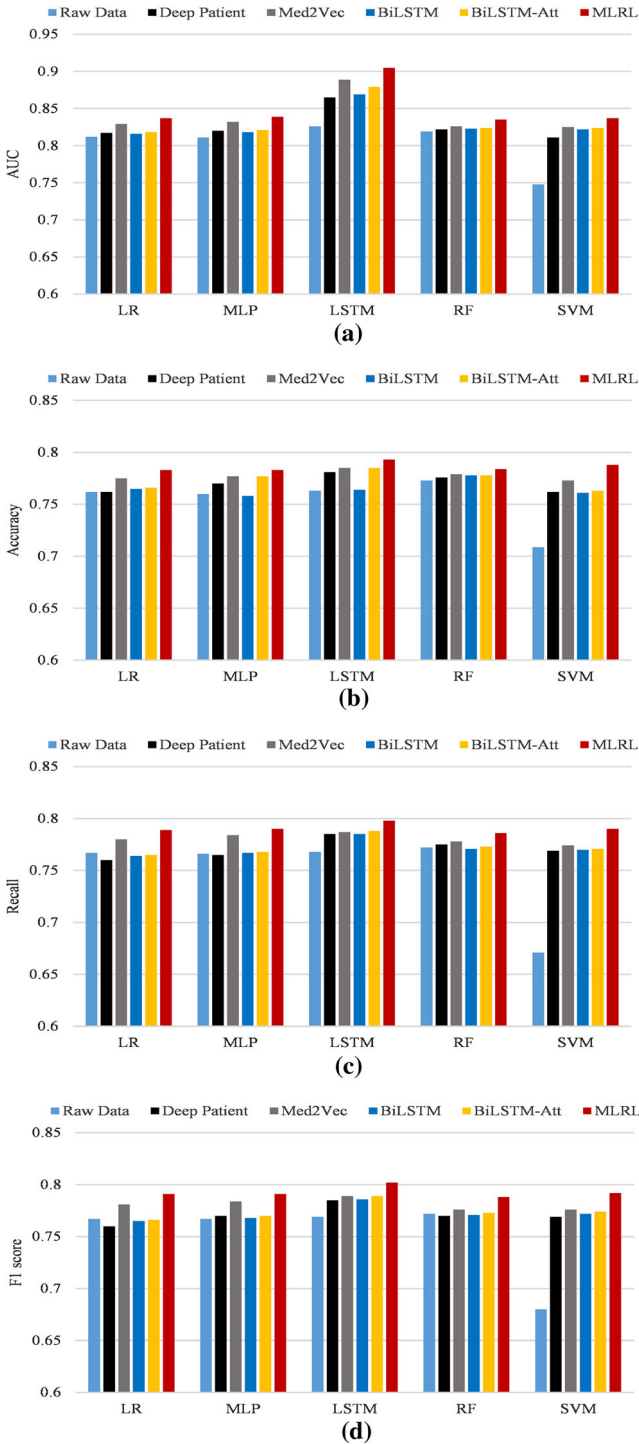 Raw Data Deep Patient Med2Vec BiLSTM BiLSTM-Att MLRL
0.95
0.9
0.85
0.8
0.75
0.7
0.65
0.6
AUC
LR MLP LSTM RF SVM
(a)
Raw Data Deep Patient Med2Vec BiLSTM BiLSTM-Att MLRL
0.85
0.8
0.75
0.7
0.65
0.6
Accuracy
LR MLP LSTM RF SVM
(b)
Raw Data Deep Patient Med2Vec BiLSTM BiLSTM-Att MLRL
0.85
0.8
0.75
0.7
0.65
0.6
Recall
LR MLP LSTM RF SVM
(c)
Raw Data Deep Patient Med2Vec BiLSTM BiLSTM-Att MLRL
0.85
0.8
0.75
0.7
0.65
0.6
F1 score
LR MLP LSTM RF SVM
(d)